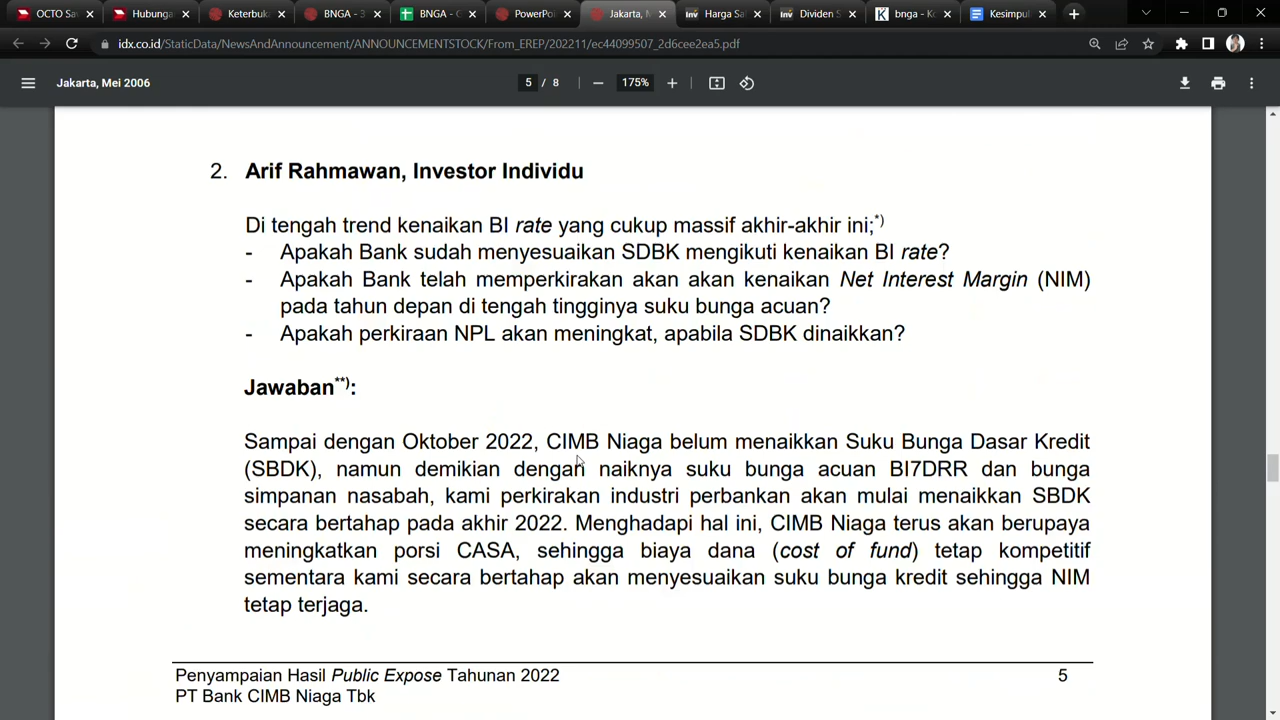 OCTO Sav
Hubunga
Keterbuk
BNGA - 3
BNGA - C
PowerPoi
Jakarta, M
Harga Sa
Dividen S
bnga - Ko
Kesimpul
idx.co.id/StaticData/NewsAndAnnouncement/ANNOUNCEMENTSTOCK/From_EREP/202211/ec44099507_2d6cee2ea5.pdf
Jakarta, Mei 2006
5 / 8
175%
2. Arif Rahmawan, Investor Individu
Di tengah trend kenaikan BI rate yang cukup massif akhir-akhir ini;*)
- Apakah Bank sudah menyesuaikan SDBK mengikuti kenaikan BI rate?
- Apakah Bank telah memperkirakan akan akan kenaikan Net Interest Margin (NIM)
pada tahun depan di tengah tingginya suku bunga acuan?
- Apakah perkiraan NPL akan meningkat, apabila SDBK dinaikkan?
Jawaban**):
Sampai dengan Oktober 2022, CIMB Niaga belum menaikkan Suku Bunga Dasar Kredit
(SBDK), namun demikian dengan naiknya suku bunga acuan BI7DRR dan bunga
simpanan nasabah, kami perkirakan industri perbankan akan mulai menaikkan SBDK
secara bertahap pada akhir 2022. Menghadapi hal ini, CIMB Niaga terus akan berupaya
meningkatkan porsi CASA, sehingga biaya dana (cost of fund) tetap kompetitif
sementara kami secara bertahap akan menyesuaikan suku bunga kredit sehingga NIM
tetap terjaga.
Penyampaian Hasil Public Expose Tahunan 2022
5
PT Bank CIMB Niaga Tbk